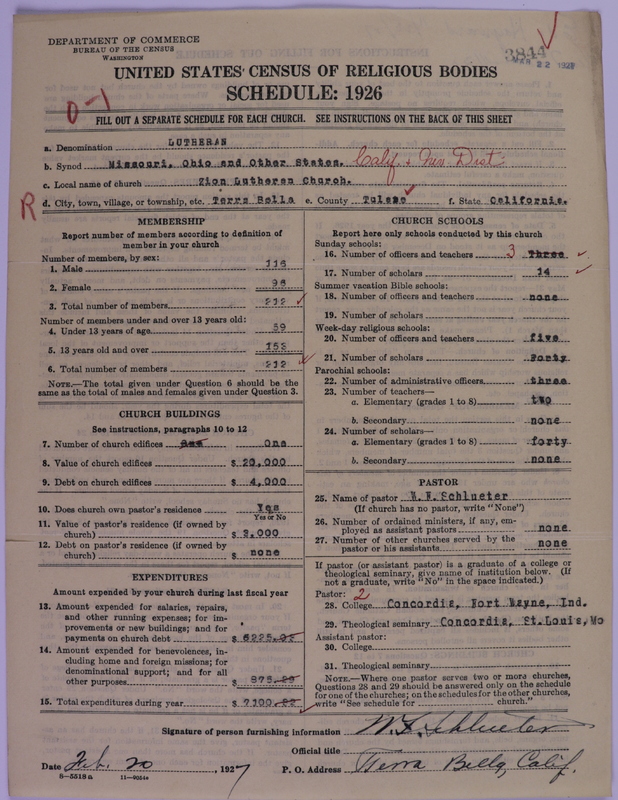 DEPARTMENT OF COMMERCE
BUREAU OF THE CENSUS
WASHINGTON
3844
MAR 22 192
UNITED STATES CENSUS OF RELIGIOUS BODIES
SCHEDULE: 1926
0-1
FILL OUT A SEPARATE SCHEDULE FOR EACH CHURCH. SEE INSTRUCTIONS ON THE BACK OF THIS SHEET
a. Denomination LUTHERAN
b. Synod Missouri, Ohio and Other States. Calif + Nev Dist
c. Local name of church Zion Lutheran Church.
R
d. City, town, village, or township, etc. Terra Bella e. County Tulare f. State California.
MEMBERSHIP
Report number of members according to definition of
member in your church
Number of members, by sex:
1. Male 116
2. Female 96
3. Total number of members 212
Number of members under and over 13 years old:
4. Under 13 years of age 59
5. 13 years old and over 153
6. Total number of members 212
NOTE.—The total given under Question 6 should be
same as the total of males and females given under Question 3.
CHURCH BUILDINGS
See instructions, paragraphs 10 to 12
7. Number of church edifices One
8. Value of church edifices $ 20,000
9. Debt on church edifices $ 4,000
10. Does church own pastor's residence Yes
Yes or No
11. Value of pastor's residence (if owned by
church) $ 3,000
12. Debt on pastor's residence (if owned by
church) $ none
EXPENDITURES
Amount expended by your church during last fiscal year
13. Amount expended for salaries, repairs,
and other running expenses; for im-
provements or new buildings; and for
payments on church debt $ 6225.
14. Amount expended for benevolences, in-
cluding home and foreign missions; for
denominational support; and for all
other purposes $ 875.
15. Total expenditures during year $ 7100.
CHURCH SCHOOLS
Report here only schools conducted by this church
Sunday schools:
16. Number of officers and teachers 3 Three
17. Number of scholars 14
Summer vacation Bible schools:
18. Number of officers and teachers none
19. Number of scholars
Week-day religious schools:
20. Number of officers and teachers five
21. Number of scholars Forty
Parochial schools:
22. Number of administrative officers three
23. Number of teachers—
a. Elementary (grades 1 to 8) two
b. Secondary none
24. Number of scholars—
a. Elementary (grades 1 to 8) forty
b. Secondary none
PASTOR
25. Name of pastor W. F. Schlueter
(If church has no pastor, write "None")
26. Number of ordained ministers, if any, em-
ployed as assistant pastors none
27. Number of other churches served by the
pastor or his assistants none
If pastor (or assistant pastor) is a graduate of a college or
theological seminary, give name of institution below. (If
not a graduate, write "No" in the space indicated.)
Pastor: 2
28. College Concordia, Fort Wayne, Ind.
29. Theological seminary Concordia, St.Louis,Mo
Assistant pastor:
30. College
31. Theological seminary
NOTE.—Where one pastor serves two or more churches,
Questions 28 and 29 should be answered only on the schedule
for one of the churches; on the schedules for the other churches,
write "See schedule for church."
Signature of person furnishing information W. F. Schlueter
Official title
Date Feb. 20, 1927 P. O. Address Terra Bella, Calif.
8-5518a 11-9054a